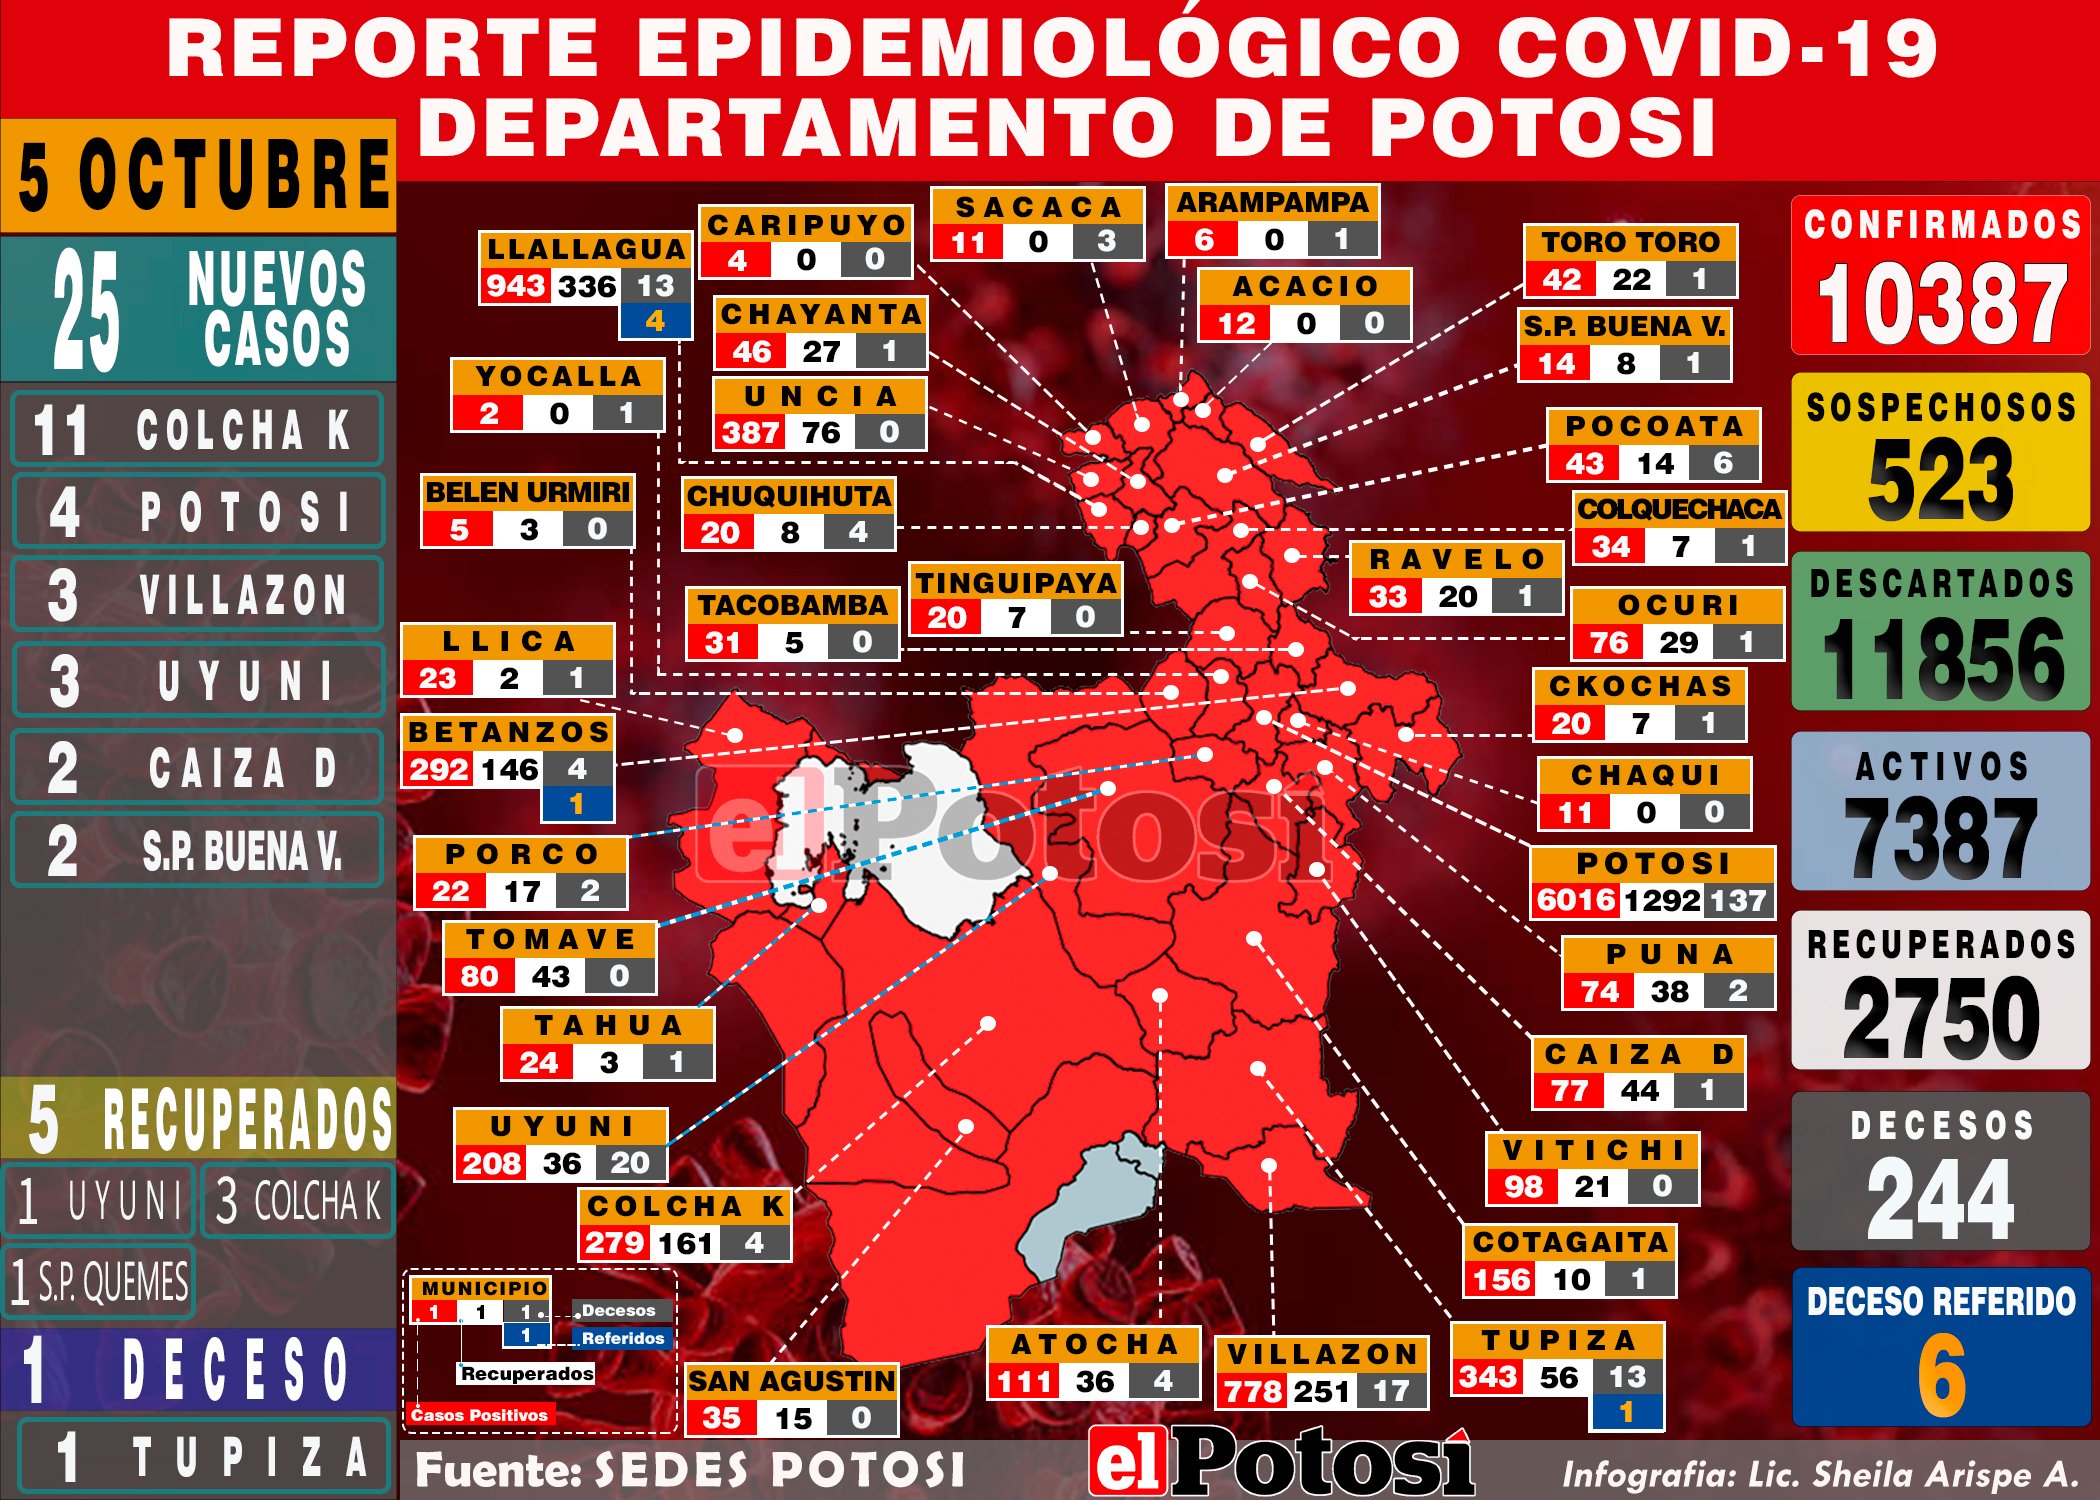 REPORTE EPIDEMIOLÓGICO COVID-19
DEPARTAMENTO DE POTOSI
5 OCTUBRE
25 NUEVOS CASOS
11 COLCHA K
4 POTOSI
3 VILLAZON
3 UYUNI
2 CAIZA D
2 S.P. BUENA V.
5 RECUPERADOS
1 UYUNI
3 COLCHA K
1 S.P. QUEMES
1 DECESO
1 TUPIZA
LLALLAGUA
943 336 13
4
CARIPUYO
4 0 0
SACACA
11 0 3
ARAMPAMPA
6 0 1
ACACIO
12 0 0
TORO TORO
42 22 1
S.P. BUENA V.
14 8 1
CHAYANTA
46 27 1
YOCALLA
2 0 1
UNCIA
387 76 0
POCOATA
43 14 6
BELEN URMIRI
5 3 0
CHUQUIHUTA
20 8 4
COLQUECHACA
34 7 1
RAVELO
33 20 1
TINGUIPAYA
20 7 0
TACOBAMBA
31 5 0
OCURI
76 29 1
LLICA
23 2 1
CKOCHAS
20 7 1
BETANZOS
292 146 4
1
CHAQUI
11 0 0
elPotosí
PORCO
22 17 2
POTOSI
6016 1292 137
TOMAVE
80 43 0
PUNA
74 38 2
TAHUA
24 3 1
CAIZA D
77 44 1
UYUNI
208 36 20
VITICHI
98 21 0
COLCHA K
279 161 4
COTAGAITA
156 10 1
SAN AGUSTIN
35 15 0
ATOCHA
111 36 4
VILLAZON
778 251 17
TUPIZA
343 56 13
1
MUNICIPIO
1 1 1 Decesos
1 Referidos
Recuperados
Casos Positivos
CONFIRMADOS
10387
SOSPECHOSOS
523
DESCARTADOS
11856
ACTIVOS
7387
RECUPERADOS
2750
DECESOS
244
DECESO REFERIDO
6
Fuente: SEDES POTOSI
elPotosí
Infografia: Lic. Sheila Arispe A.